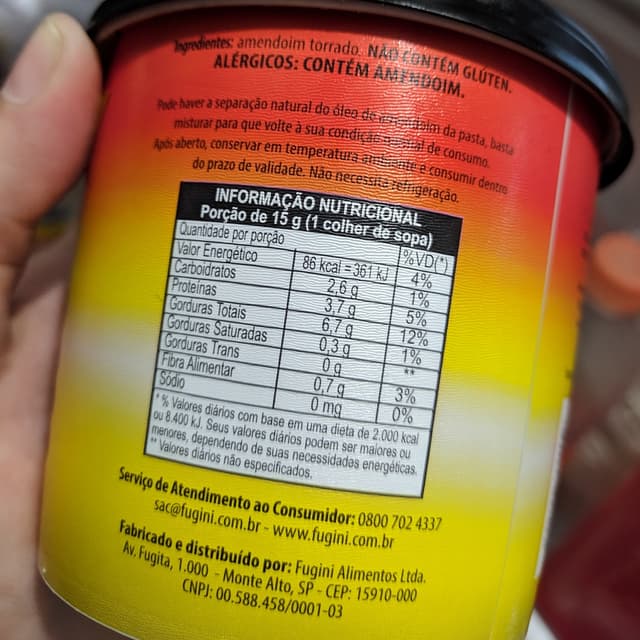 Ingredientes: amendoim torrado. NÃO CONTÉM GLÚTEN.
ALÉRGICOS: CONTÉM AMENDOIM.
Pode haver a separação natural do óleo de amendoim da pasta, basta
misturar para que volte à sua condição normal de consumo.
Após aberto, conservar em temperatura ambiente e consumir dentro
do prazo de validade. Não necessita refrigeração.
INFORMAÇÃO NUTRICIONAL
Porção de 15 g (1 colher de sopa)
Quantidade por porção %VD(*)
Valor Energético 86 kcal = 361 kJ 4%
Carboidratos 2,6 g 1%
Proteínas 3,7 g 5%
Gorduras Totais 6,7 g 12%
Gorduras Saturadas 0,3 g 1%
Gorduras Trans 0 g **
Fibra Alimentar 0,7 g 3%
Sódio 0 mg 0%
* % Valores diários com base em uma dieta de 2.000 kcal
ou 8.400 kJ. Seus valores diários podem ser maiores ou
menores, dependendo de suas necessidades energéticas.
** Valores diários não especificados.
Serviço de Atendimento ao Consumidor: 0800 702 4337
sac@fugini.com.br - www.fugini.com.br
Fabricado e distribuído por: Fugini Alimentos Ltda.
Av. Fugita, 1.000 - Monte Alto, SP - CEP: 15910-000
CNPJ: 00.588.458/0001-03